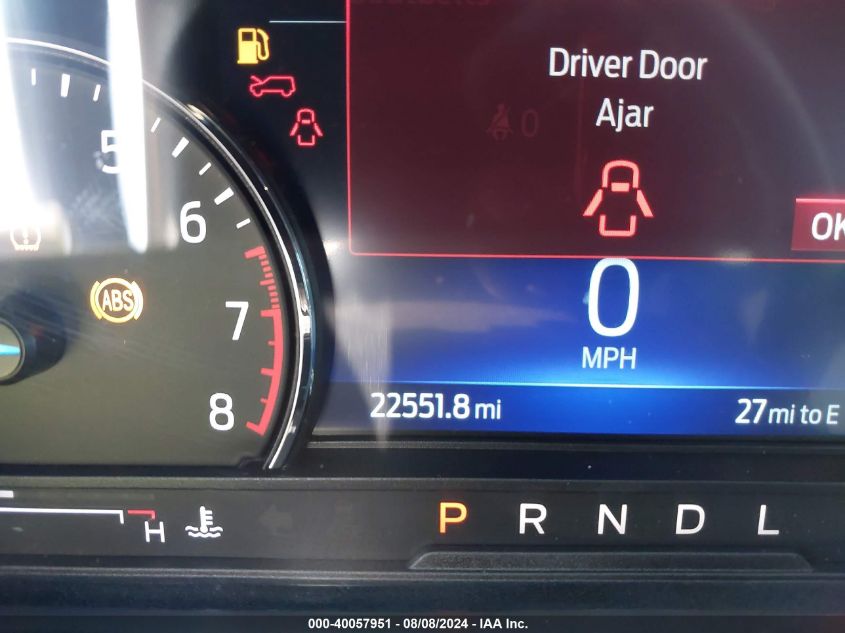 Driver Door
Ajar
0
OK
5
6
7
8
ABS
0
MPH
22551.8 mi
27 mi to E
H
P R N D L
000-40057951 - 08/08/2024 - IAA Inc.